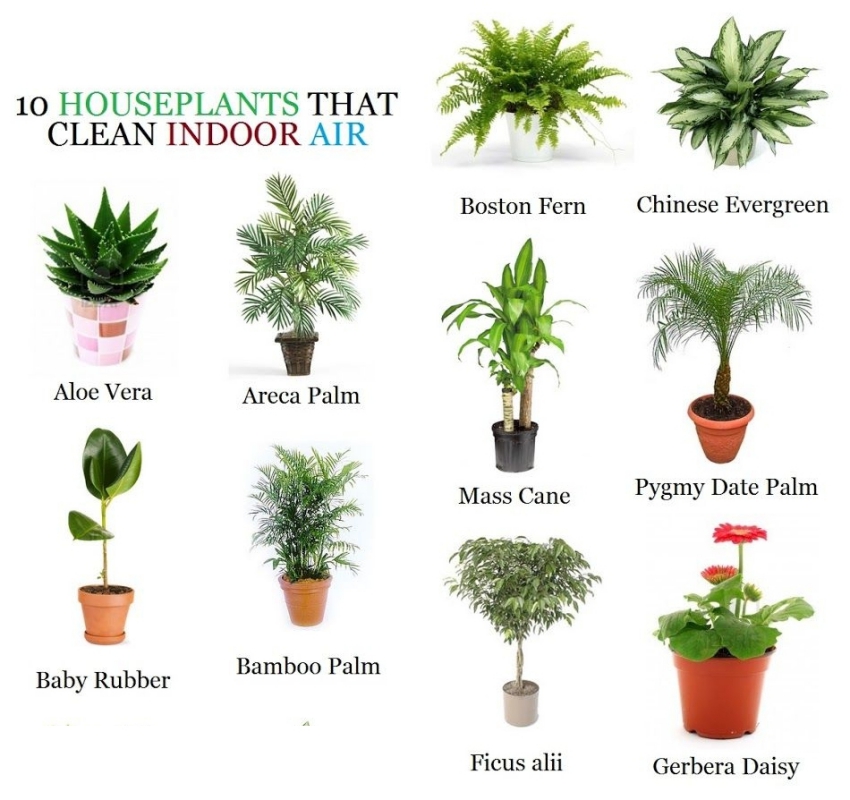 10 HOUSEPLANTS THAT
CLEAN INDOOR AIR
Aloe Vera
Areca Palm
Baby Rubber
Bamboo Palm
Boston Fern
Chinese Evergreen
Mass Cane
Pygmy Date Palm
Ficus alii
Gerbera Daisy